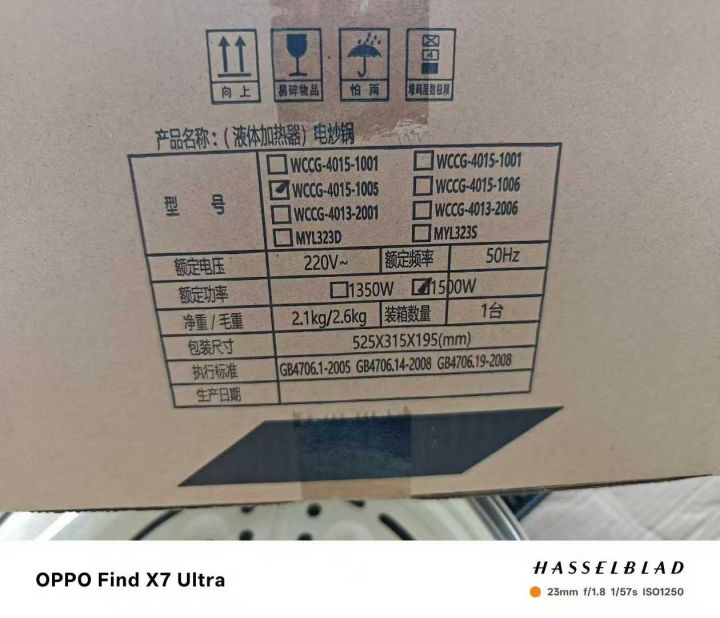 向上
易碎物品
怕雨
4
堆码层数极限
产品名称：（液体加热器）电炒锅
型号
WCCG-4015-1001
WCCG-4015-1001
WCCG-4015-1005
WCCG-4015-1006
WCCG-4013-2001
WCCG-4013-2006
MYL323D
MYL323S
额定电压 220V~ 额定频率 50Hz
额定功率 1350W 1500W
净重/毛重 2.1kg/2.6kg 装箱数量 1台
包装尺寸 525X315X195(mm)
执行标准 GB4706.1-2005 GB4706.14-2008 GB4706.19-2008
生产日期
OPPO Find X7 Ultra
HASSELBLAD
23mm f/1.8 1/57s ISO1250